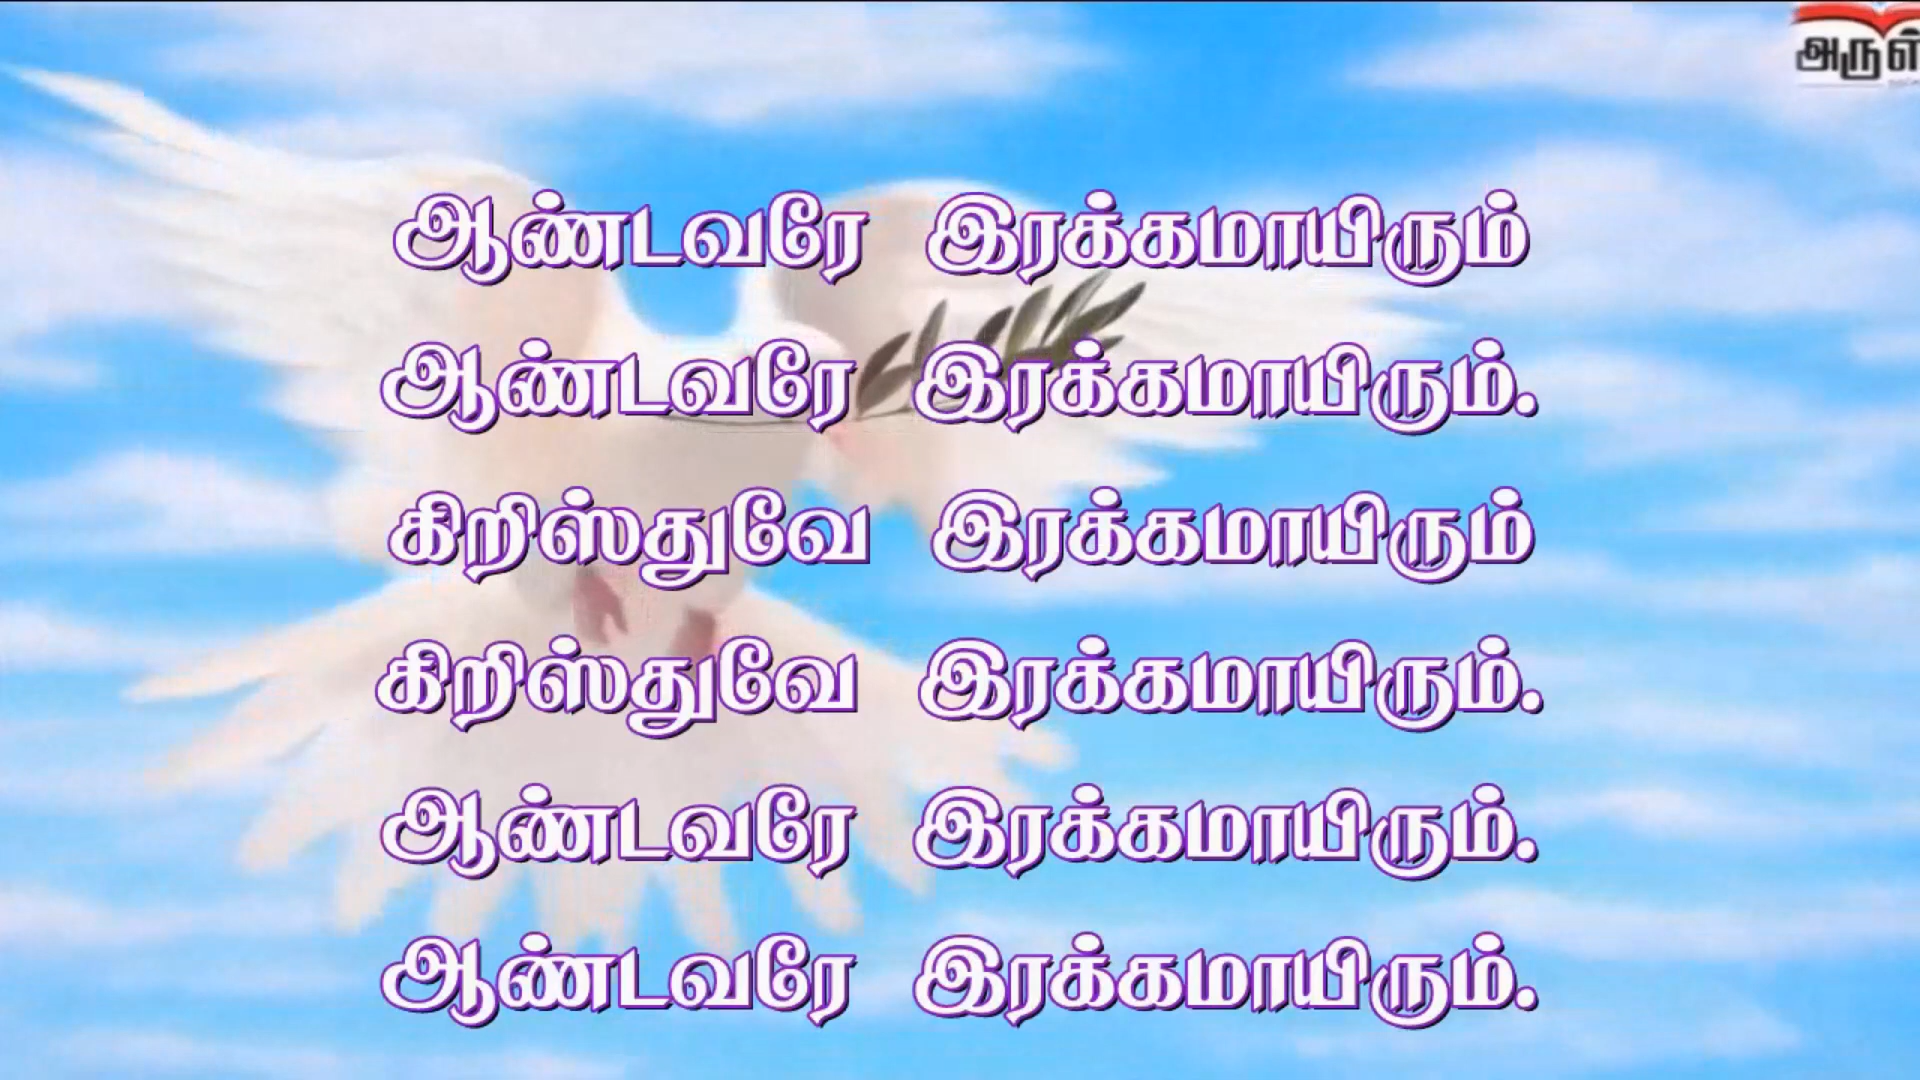 அருள்
ஆண்டவரே இரக்கமாயிரும்
ஆண்டவரே இரக்கமாயிரும்.
கிறிஸ்துவே இரக்கமாயிரும்
கிறிஸ்துவே இரக்கமாயிரும்.
ஆண்டவரே இரக்கமாயிரும்.
ஆண்டவரே இரக்கமாயிரும்.